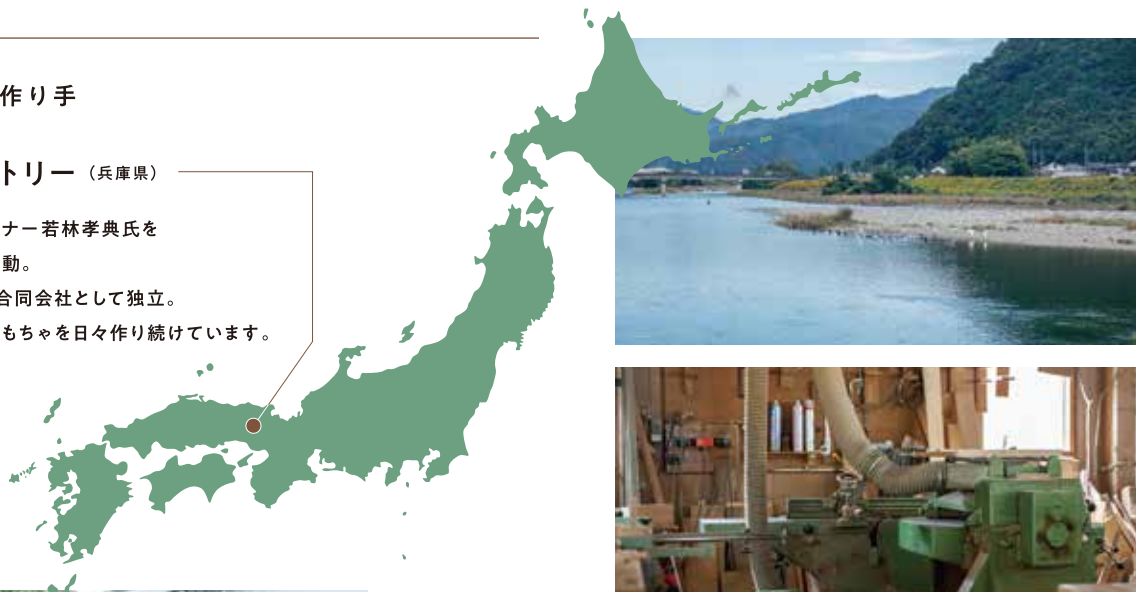 作り手
トリー（兵庫県）
ナー若林孝典氏を
動。
合同会社として独立。
もちゃを日々作り続けています。